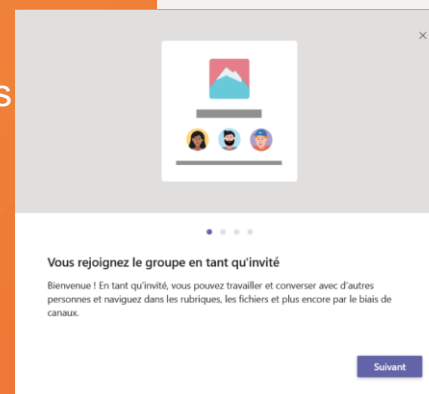 s
Vous rejoignez le groupe en tant qu'invité
Bienvenue ! En tant qu'invité, vous pouvez travailler et converser avec d'autres
personnes et naviguez dans les rubriques, les fichiers et plus encore par le biais de
canaux.
Suivant